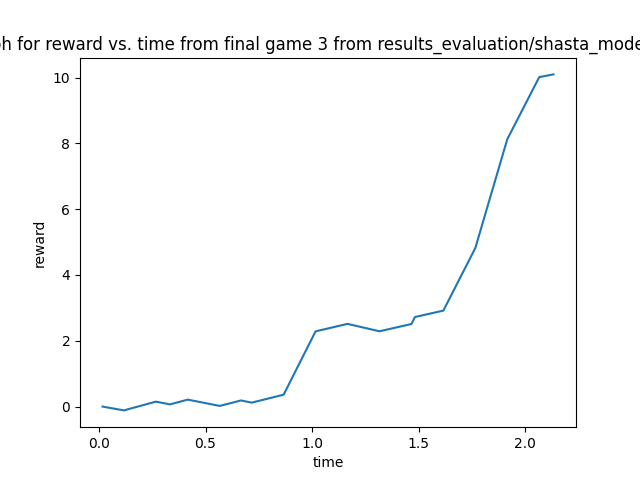 for reward vs. time from final game 3 from results_evaluation/shasta_mode
10
8
6
4
2
0
reward
0.0 0.5 1.0 1.5 2.0
time